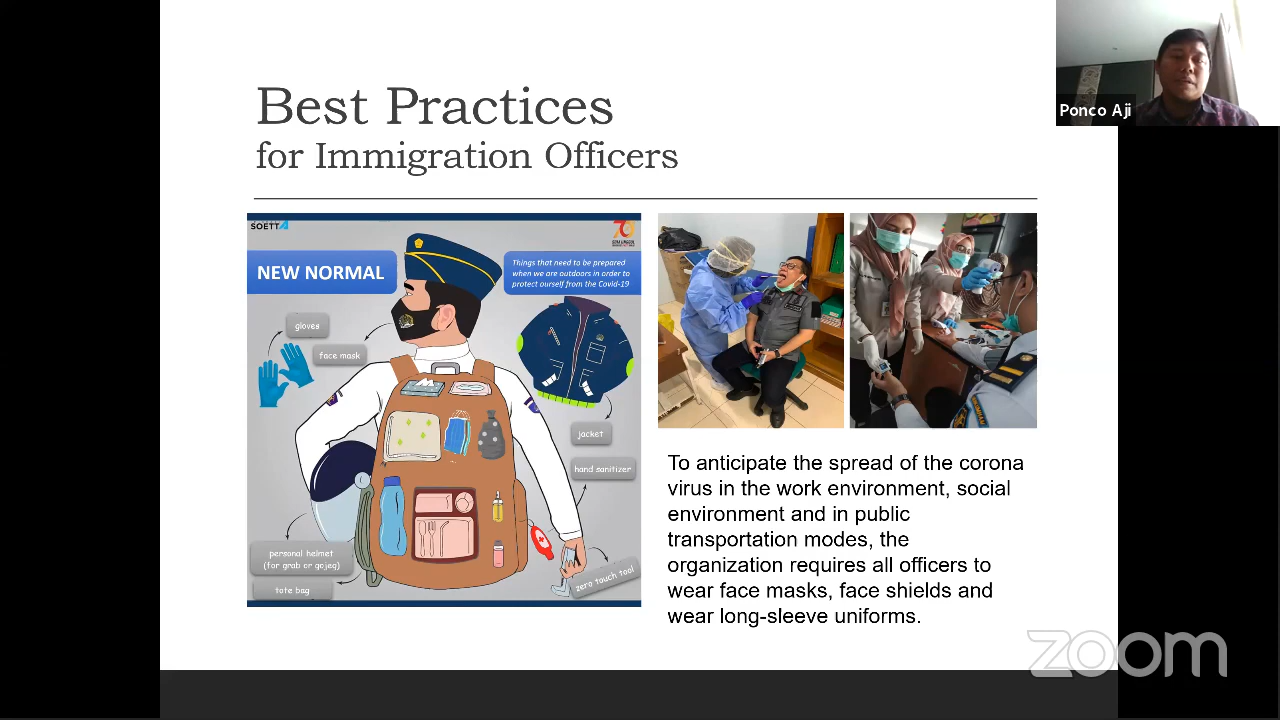 Ponco Aji
Best Practices
for Immigration Officers
SOETTA
70
NEW NORMAL
Things that need to be prepared
when we are outdoors in order to
protect ourself from the Covid-19
gloves
face mask
jacket
hand sanitizer
personal helmet
(for grab or gojeg)
tote bag
zero touch tool
To anticipate the spread of the corona
virus in the work environment, social
environment and in public
transportation modes, the
organization requires all officers to
wear face masks, face shields and
wear long-sleeve uniforms.
zoom